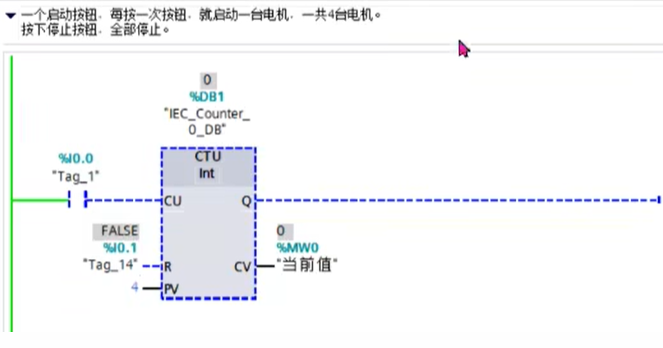 一个启动按钮，每按一次按钮，就启动一台电机，一共4台电机。
按下停止按钮，全部停止。
0
%DB1
"IEC_Counter_
0_DB"
%I0.0
"Tag_1"
CTU
Int
CU
Q
FALSE
%I0.1
"Tag_14"
R
0
%MW0
CV
"当前值"
4
PV